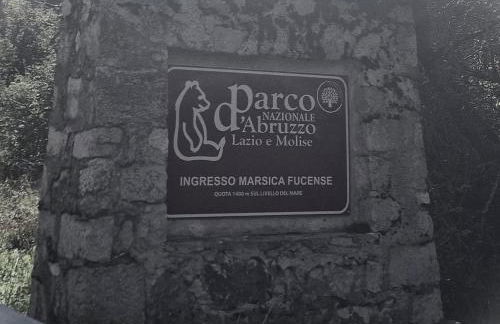 Parco
NAZIONALE
d'Abruzzo
Lazio e Molise
INGRESSO MARSICA FUCENSE
QUOTA 1400 m SUL LIVELLO DEL MARE